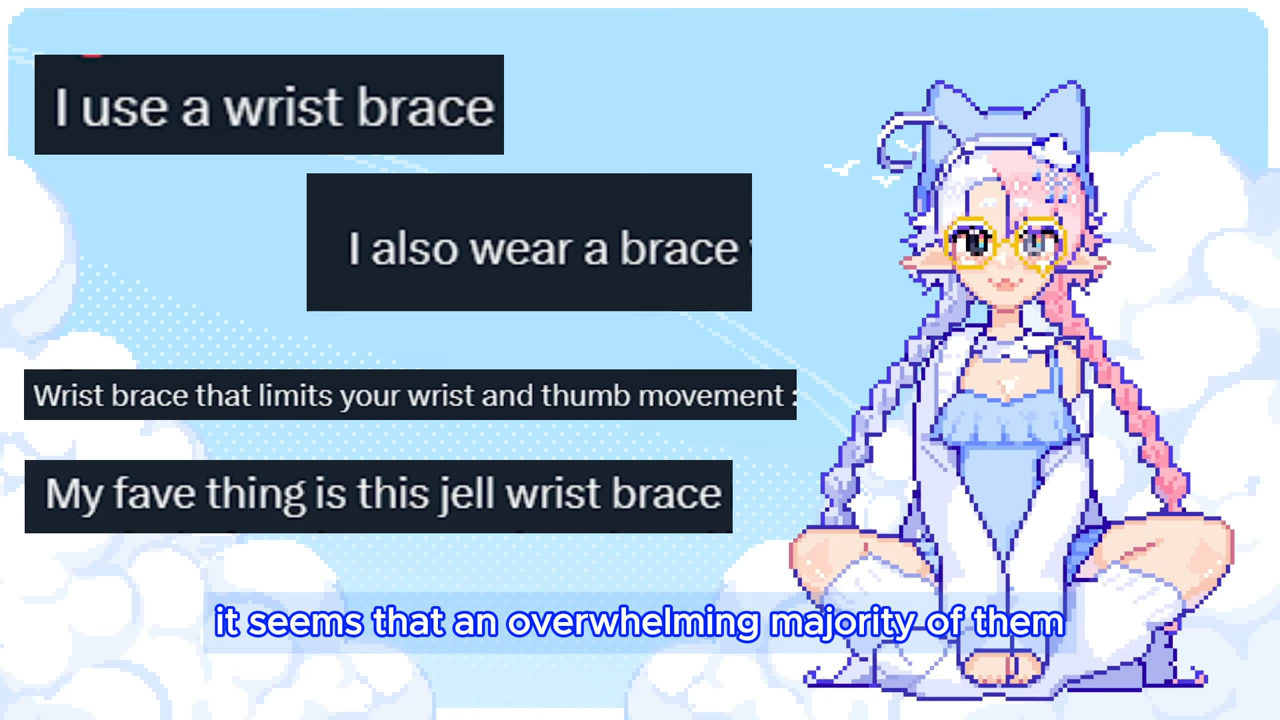 I use a wrist brace
I also wear a brace
Wrist brace that limits your wrist and thumb movement :
My fave thing is this jell wrist brace
it seems that an overwhelming majority of them